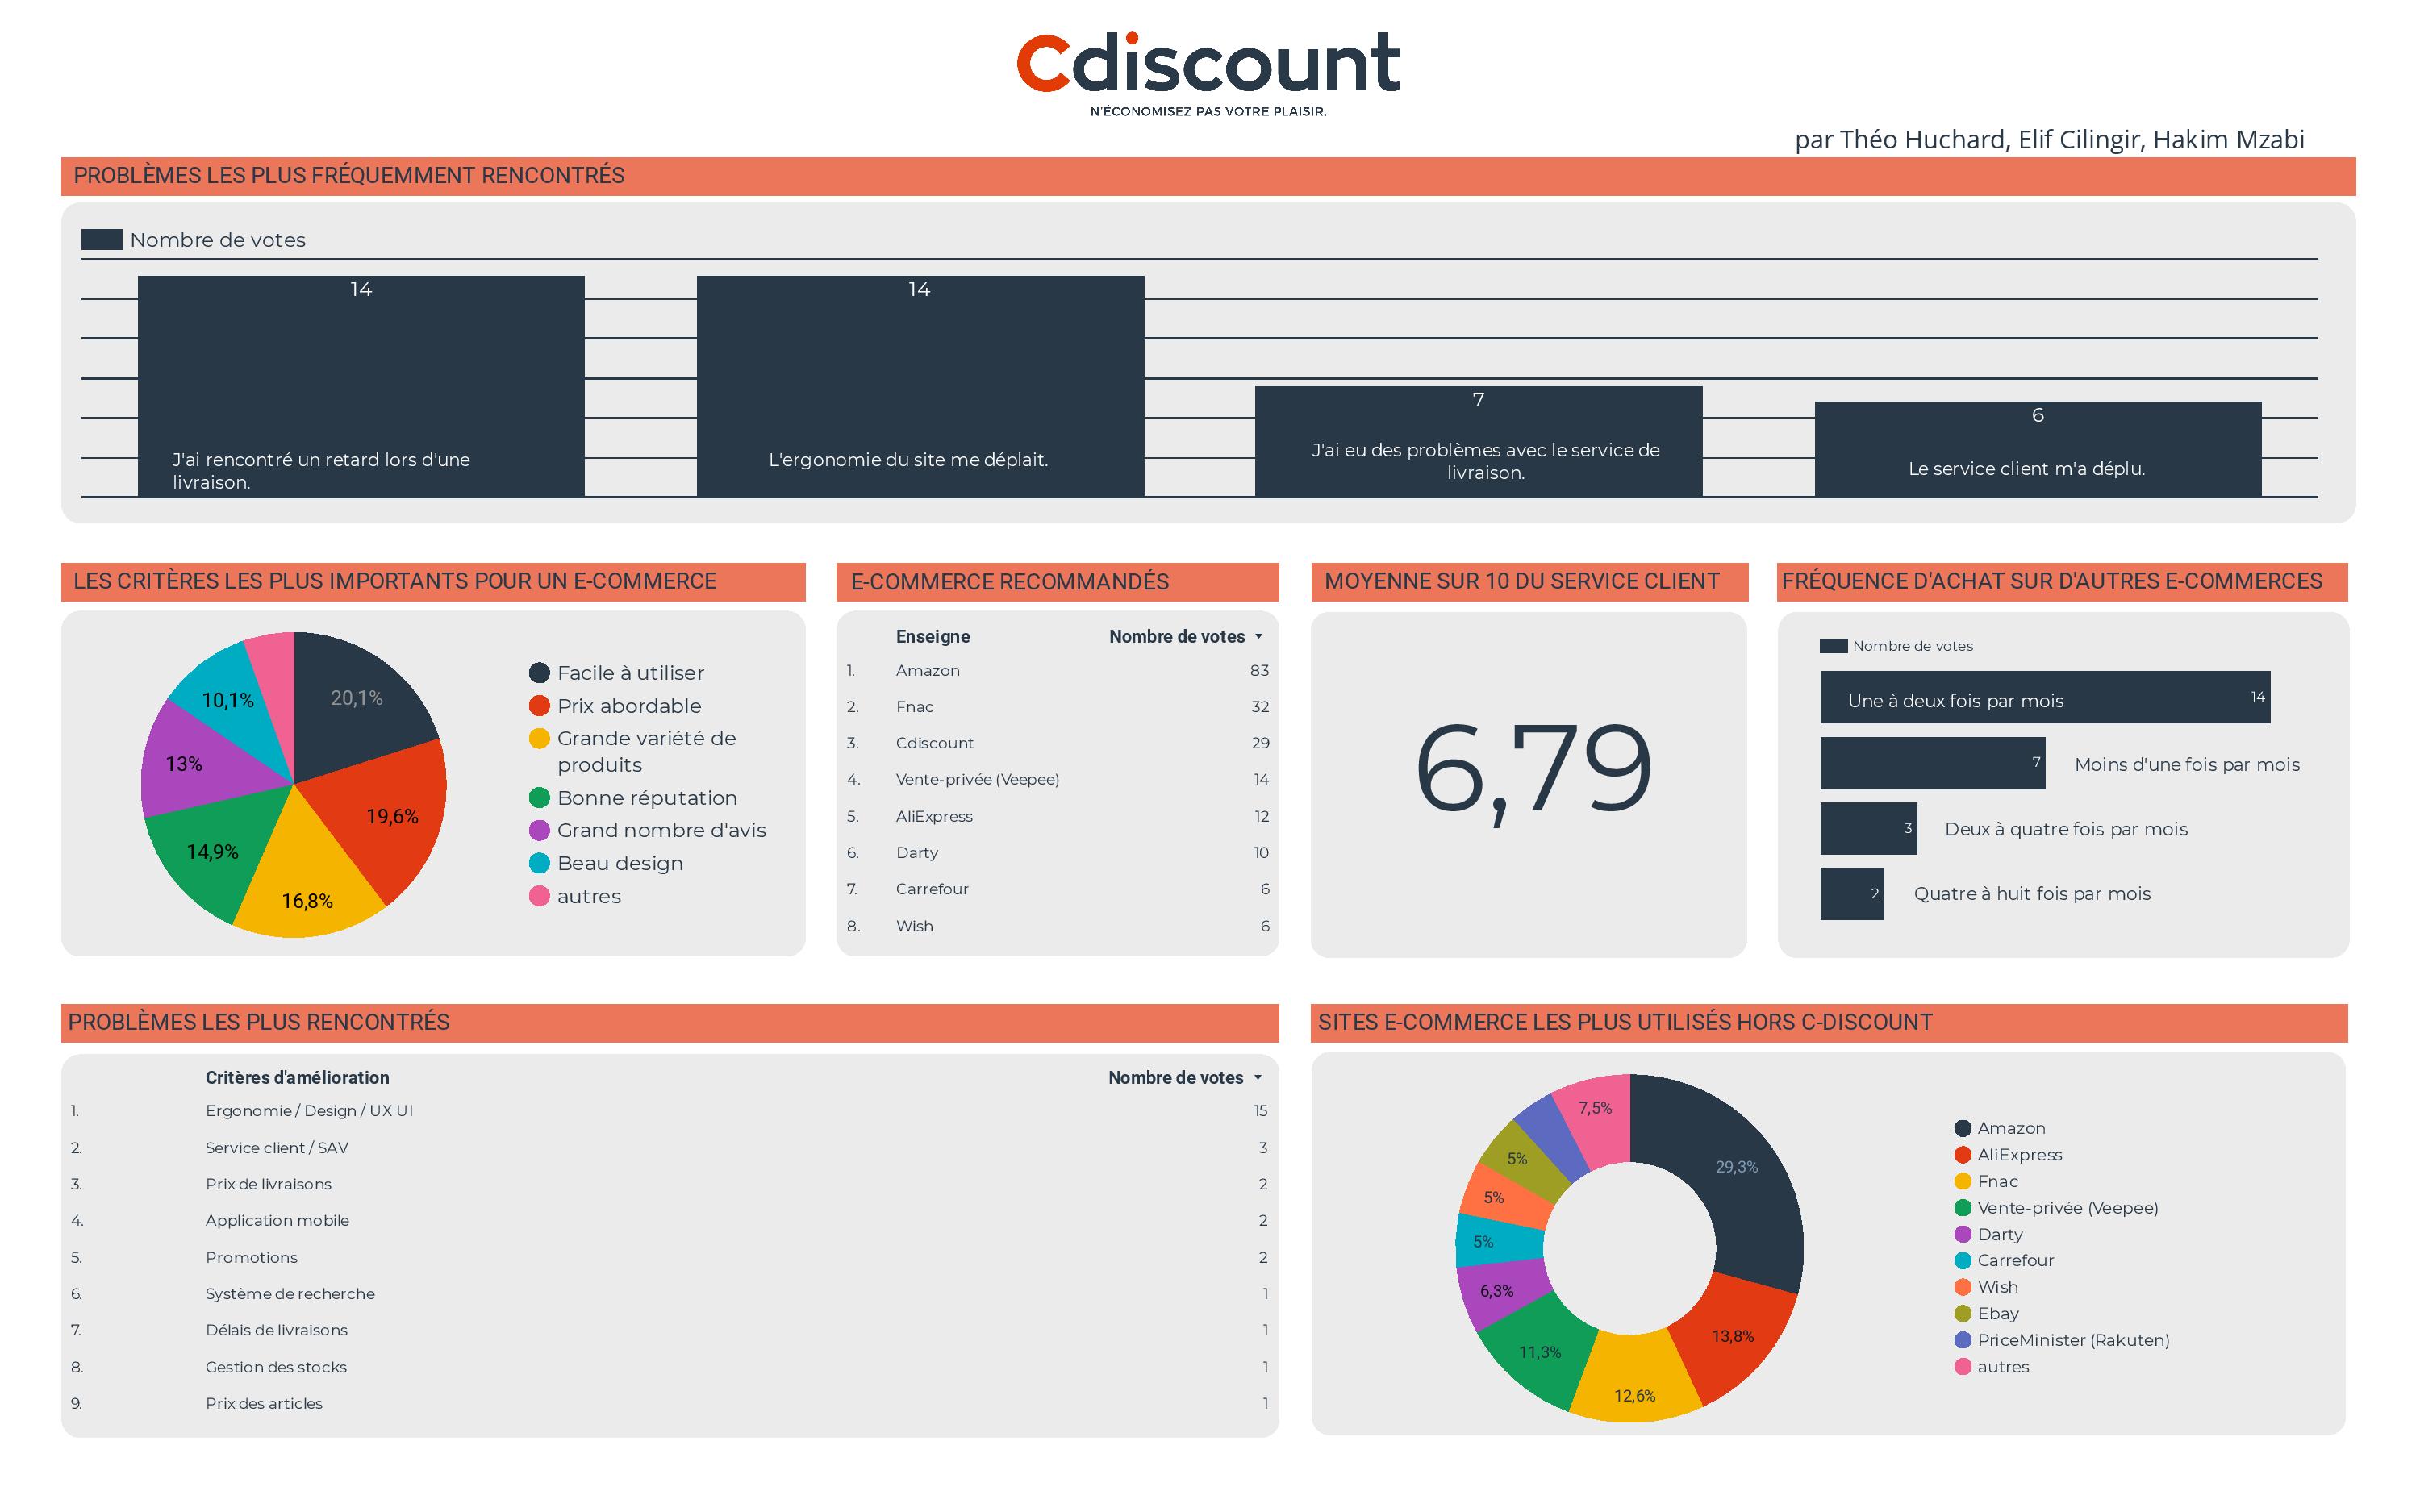 Cdiscount
N'ÉCONOMISEZ PAS VOTRE PLAISIR.
par Théo Huchard, Elif Cilingir, Hakim Mzabi
PROBLÈMES LES PLUS FRÉQUEMMENT RENCONTRÉS
Nombre de votes
14
J'ai rencontré un retard lors d'une
livraison.
14
L'ergonomie du site me déplait.
7
J'ai eu des problèmes avec le service de
livraison.
6
Le service client m'a déplu.
LES CRITÈRES LES PLUS IMPORTANTS POUR UN E-COMMERCE
20,1%
19,6%
16,8%
14,9%
13%
10,1%
Facile à utiliser
Prix abordable
Grande variété de
produits
Bonne réputation
Grand nombre d'avis
Beau design
autres
E-COMMERCE RECOMMANDÉS
Enseigne Nombre de votes
1. Amazon 83
2. Fnac 32
3. Cdiscount 29
4. Vente-privée (Veepee) 14
5. AliExpress 12
6. Darty 10
7. Carrefour 6
8. Wish 6
MOYENNE SUR 10 DU SERVICE CLIENT
6,79
FRÉQUENCE D'ACHAT SUR D'AUTRES E-COMMERCES
Nombre de votes
Une à deux fois par mois 14
7 Moins d'une fois par mois
3 Deux à quatre fois par mois
2 Quatre à huit fois par mois
PROBLÈMES LES PLUS RENCONTRÉS
Critères d'amélioration Nombre de votes
1. Ergonomie / Design / UX UI 15
2. Service client / SAV 3
3. Prix de livraisons 2
4. Application mobile 2
5. Promotions 2
6. Système de recherche 1
7. Délais de livraisons 1
8. Gestion des stocks 1
9. Prix des articles 1
SITES E-COMMERCE LES PLUS UTILISÉS HORS C-DISCOUNT
29,3%
13,8%
12,6%
11,3%
6,3%
5%
5%
5%
7,5%
Amazon
AliExpress
Fnac
Vente-privée (Veepee)
Darty
Carrefour
Wish
Ebay
PriceMinister (Rakuten)
autres